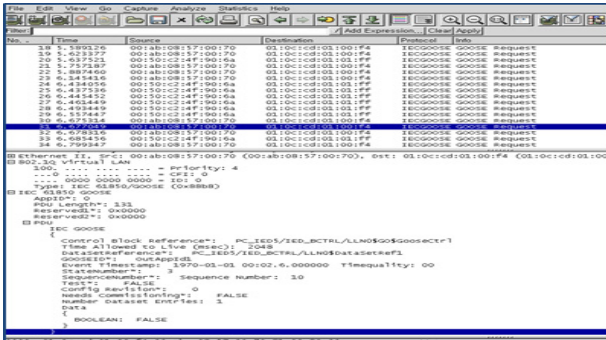 File Edit View Go Capture Analyze Statistics Help
Filter: Add Expression... Clear Apply
No. . Time Source Destination Protocol Info
18 5.589126 00:ab:08:57:00:70 01:0c:cd:01:00:f4 IECGOOSE GOOSE Request
19 5.623377 00:ab:08:57:00:70 01:0c:cd:01:00:f4 IECGOOSE GOOSE Request
20 5.637521 00:50:c2:4f:90:6a 01:0c:cd:01:01:ff IECGOOSE GOOSE Request
21 5.757187 00:ab:08:57:00:70 01:0c:cd:01:00:f4 IECGOOSE GOOSE Request
22 5.887460 00:ab:08:57:00:70 01:0c:cd:01:00:f4 IECGOOSE GOOSE Request
23 6.145416 00:ab:08:57:00:70 01:0c:cd:01:00:f4 IECGOOSE GOOSE Request
24 6.434407 00:50:c2:4f:90:6a 01:0c:cd:01:01:ff IECGOOSE GOOSE Request
25 6.437536 00:50:c2:4f:90:6a 01:0c:cd:01:01:ff IECGOOSE GOOSE Request
26 6.445452 00:50:c2:4f:90:6a 01:0c:cd:01:01:ff IECGOOSE GOOSE Request
27 6.461449 00:50:c2:4f:90:6a 01:0c:cd:01:01:ff IECGOOSE GOOSE Request
28 6.493449 00:50:c2:4f:90:6a 01:0c:cd:01:01:ff IECGOOSE GOOSE Request
29 6.557447 00:50:c2:4f:90:6a 01:0c:cd:01:01:ff IECGOOSE GOOSE Request
30 6.675314 00:ab:08:57:00:70 01:0c:cd:01:00:f4 IECGOOSE GOOSE Request
31 6.677049 00:ab:08:57:00:70 01:0c:cd:01:00:f4 IECGOOSE GOOSE Request
32 6.678316 00:ab:08:57:00:70 01:0c:cd:01:00:f4 IECGOOSE GOOSE Request
33 6.685456 00:50:c2:4f:90:6a 01:0c:cd:01:01:ff IECGOOSE GOOSE Request
34 6.799347 00:ab:08:57:00:70 01:0c:cd:01:00:f4 IECGOOSE GOOSE Request
Ethernet II, Src: 00:ab:08:57:00:70 (00:ab:08:57:00:70), Dst: 01:0c:cd:01:00:f4 (01:0c:cd:01:00
802.1Q Virtual LAN
100. .... .... .... = Priority: 4
...0 .... .... .... = CFI: 0
.... 0000 0000 0000 = ID: 0
Type: IEC 61850/GOOSE (0x88b8)
IEC 61850 GOOSE
AppID*: 0
PDU Length*: 131
Reserved1*: 0x0000
Reserved2*: 0x0000
PDU
IEC GOOSE
{
Control Block Reference*: PC_IED5/IED_BCTRL/LLN0$GO$GooseCtrl
Time Allowed to Live (msec): 2048
DataSetReference*: PC_IED5/IED_BCTRL/LLN0$DataSetRef1
GOOSEID*: OutAppId1
Event Timestamp: 1970-01-01 00:02.6.000000 Timequality: 00
StateNumber*: 3
SequenceNumber*: Sequence Number: 10
Test*: FALSE
Config Revision*: 0
Needs Commissioning*: FALSE
Number Dataset Entries: 1
Data
{
BOOLEAN: FALSE
}
}